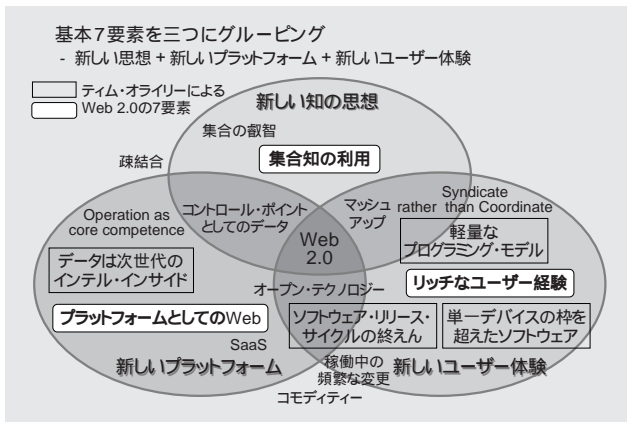 基本7要素を三つにグルーピング
- 新しい思想 + 新しいプラットフォーム + 新しいユーザー体験
ティム・オライリーによる
Web 2.0の7要素
新しい知の思想
集合の叡智
集合知の利用
疎結合
Operation as
core competence
コントロール・ポイント
としてのデータ
マッシュ
アップ
Syndicate
rather than Coordinate
軽量な
プログラミング・モデル
Web
2.0
データは次世代の
インテル・インサイド
オープン・テクノロジー
リッチなユーザー経験
プラットフォームとしてのWeb
ソフトウェア・リリース・
サイクルの終えん
単一デバイスの枠を
超えたソフトウェア
SaaS
新しいプラットフォーム
稼働中の
頻繁な変更
新しいユーザー体験
コモディティー